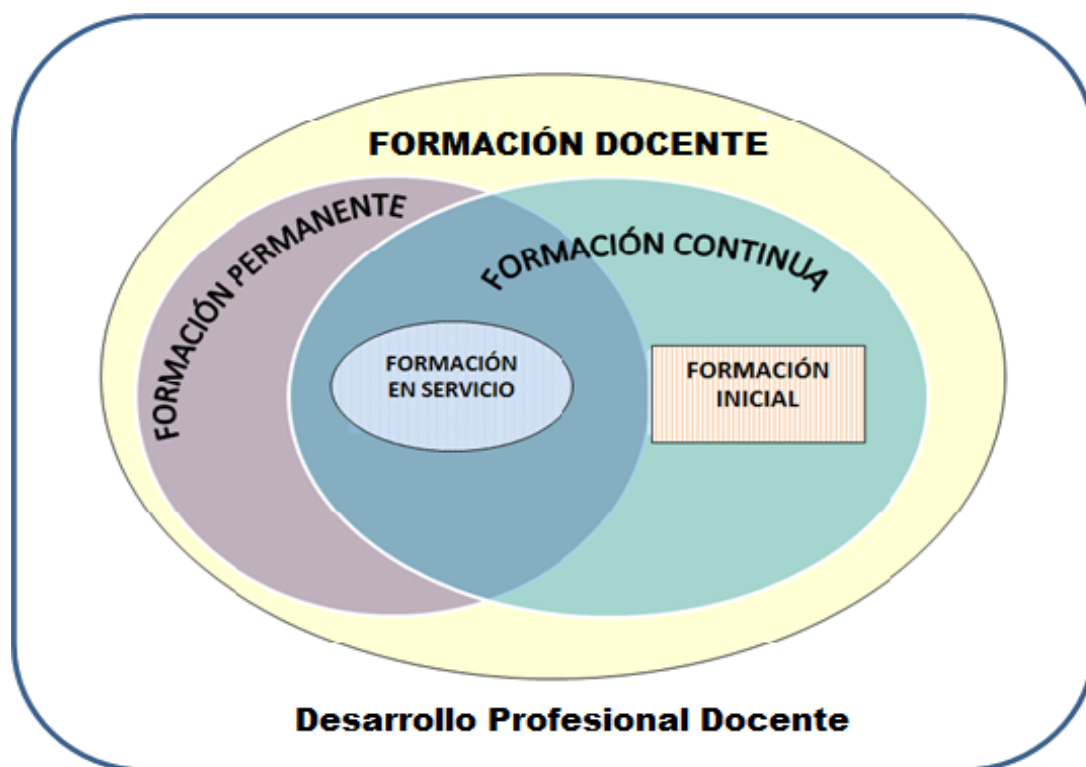 FORMACIÓN DOCENTE
FORMACIÓN PERMANENTE
FORMACIÓN CONTINUA
FORMACIÓN
EN SERVICIO
FORMACIÓN
INICIAL
Desarrollo Profesional Docente